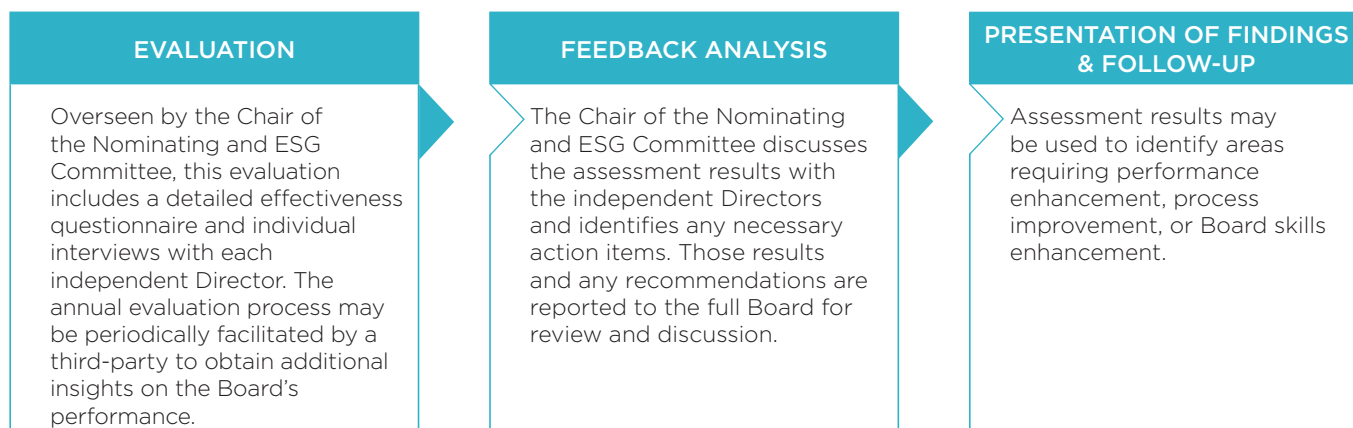 EVALUATION
Overseen by the Chair of
the Nominating and ESG
Committee, this evaluation
includes a detailed effectiveness
questionnaire and individual
interviews with each
independent Director. The
annual evaluation process may
be periodically facilitated by a
third-party to obtain additional
insights on the Board’s
performance.
FEEDBACK ANALYSIS
The Chair of the Nominating
and ESG Committee discusses
the assessment results with
the independent Directors
and identifies any necessary
action items. Those results
and any recommendations are
reported to the full Board for
review and discussion.
PRESENTATION OF FINDINGS
& FOLLOW-UP
Assessment results may
be used to identify areas
requiring performance
enhancement, process
improvement, or Board skills
enhancement.